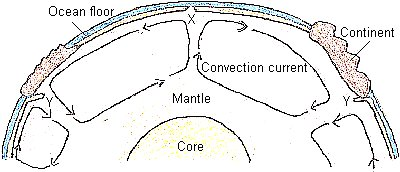 Ocean floor
X
Continent
Convection current
Mantle
Y
Y
Core